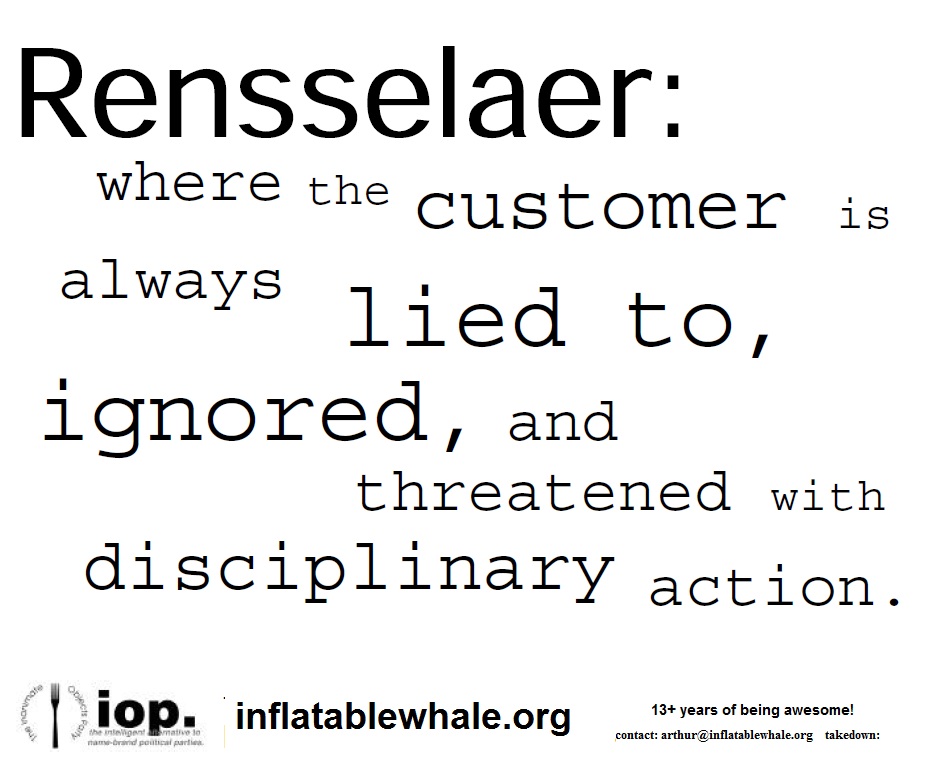 Rensselaer:
where the customer is
always lied to,
ignored, and
threatened with
disciplinary action.
The Inanimate Objects Party
iop.
the intelligent alternative to
name-brand political parties.
inflatablewhale.org
13+ years of being awesome!
contact: arthur@inflatablewhale.org takedown: